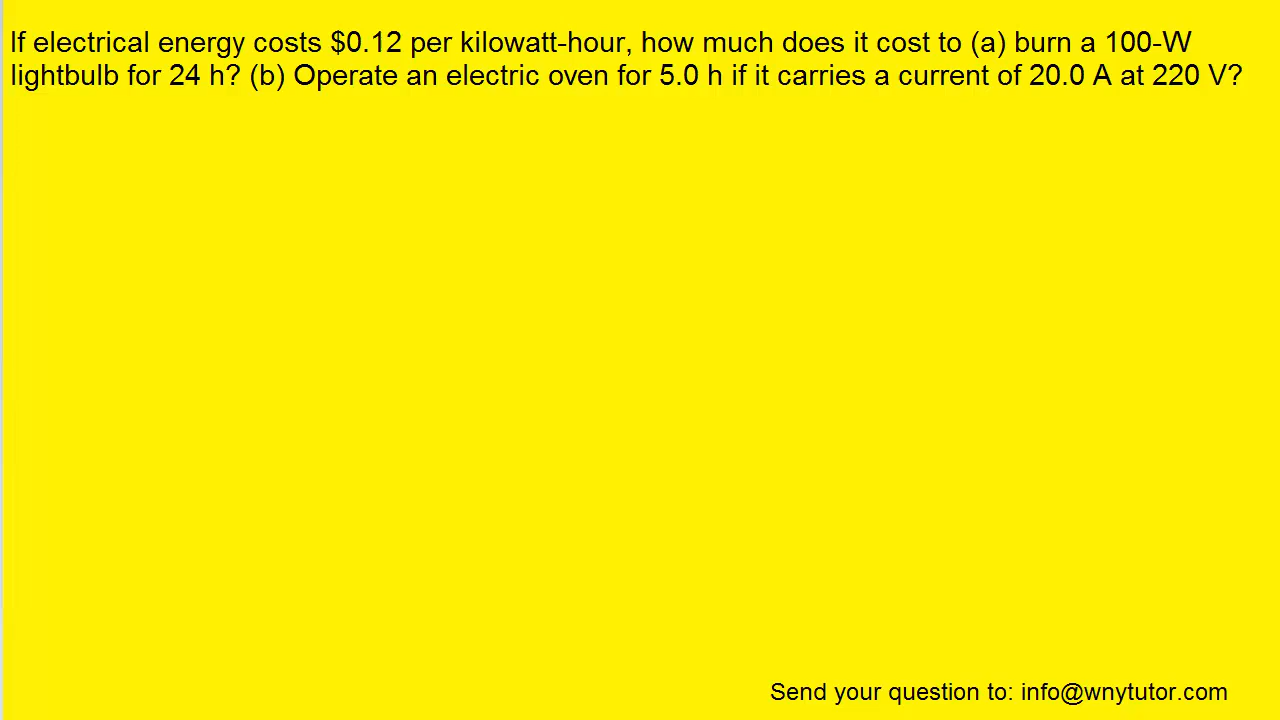 If electrical energy costs $0.12 per kilowatt-hour, how much does it cost to (a) burn a 100-W
lightbulb for 24 h? (b) Operate an electric oven for 5.0 h if it carries a current of 20.0 A at 220 V?
Send your question to: info@wnytutor.com